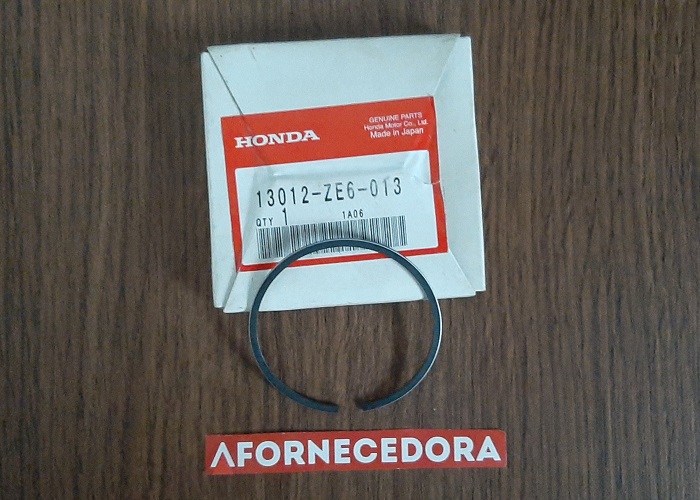 HONDA
GENUINE PARTS
Honda Motor Co., Ltd.
Made in Japan
13012-ZE6-013
QTY 1 1A06
AFORNECEDORA